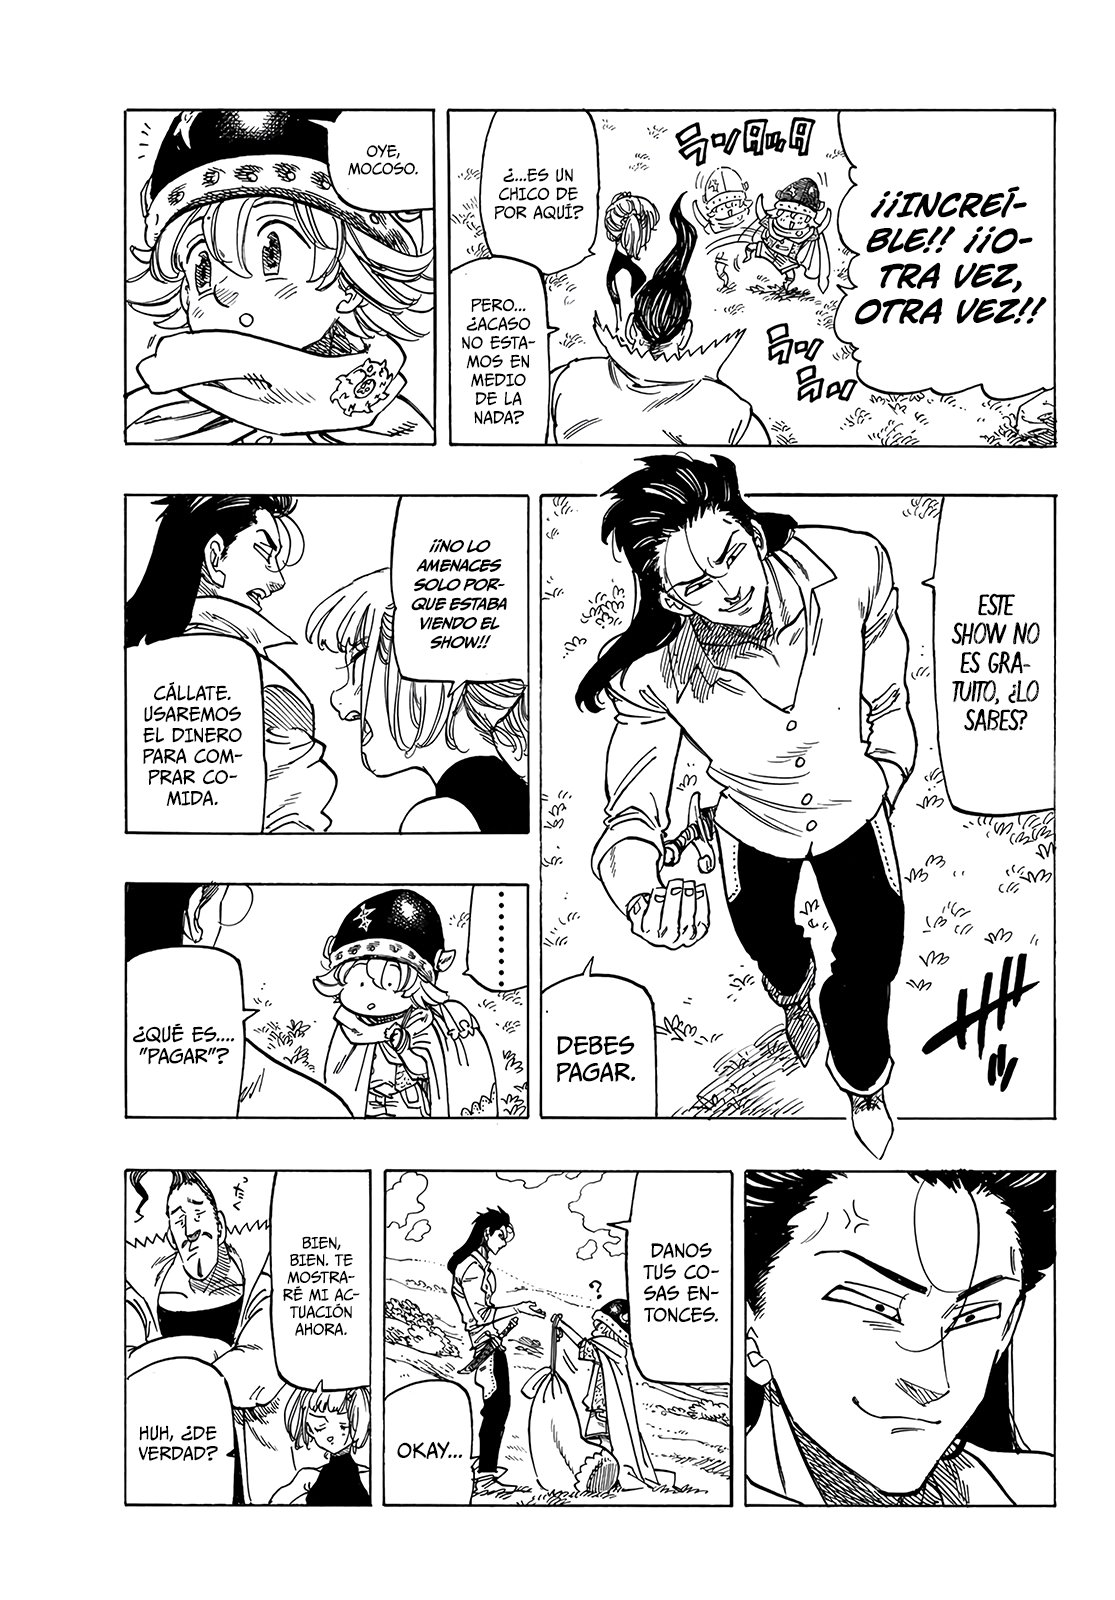 ¡¡INCREÍ-
BLE!! ¡¡O-
TRA VEZ,
OTRA VEZ!!
¿...ES UN
CHICO DE
POR AQUÍ?
PERO...
¿ACASO
NO ESTA-
MOS EN
MEDIO
DE LA
NADA?
OYE,
MOCOSO.
ESTE
SHOW NO
ES GRA-
TUITO, ¿LO
SABES?
DEBES
PAGAR.
¡¡NO LO
AMENACES
SOLO POR-
QUE ESTABA
VIENDO EL
SHOW!!
CÁLLATE.
USAREMOS
EL DINERO
PARA COM-
PRAR CO-
MIDA.
.........
¿QUÉ ES....
"PAGAR"?
DANOS
TUS CO-
SAS EN-
TONCES.
?
OKAY...
BIEN,
BIEN. TE
MOSTRA-
RÉ MI AC-
TUACIÓN
AHORA.
ったく
HUH, ¿DE
VERDAD?